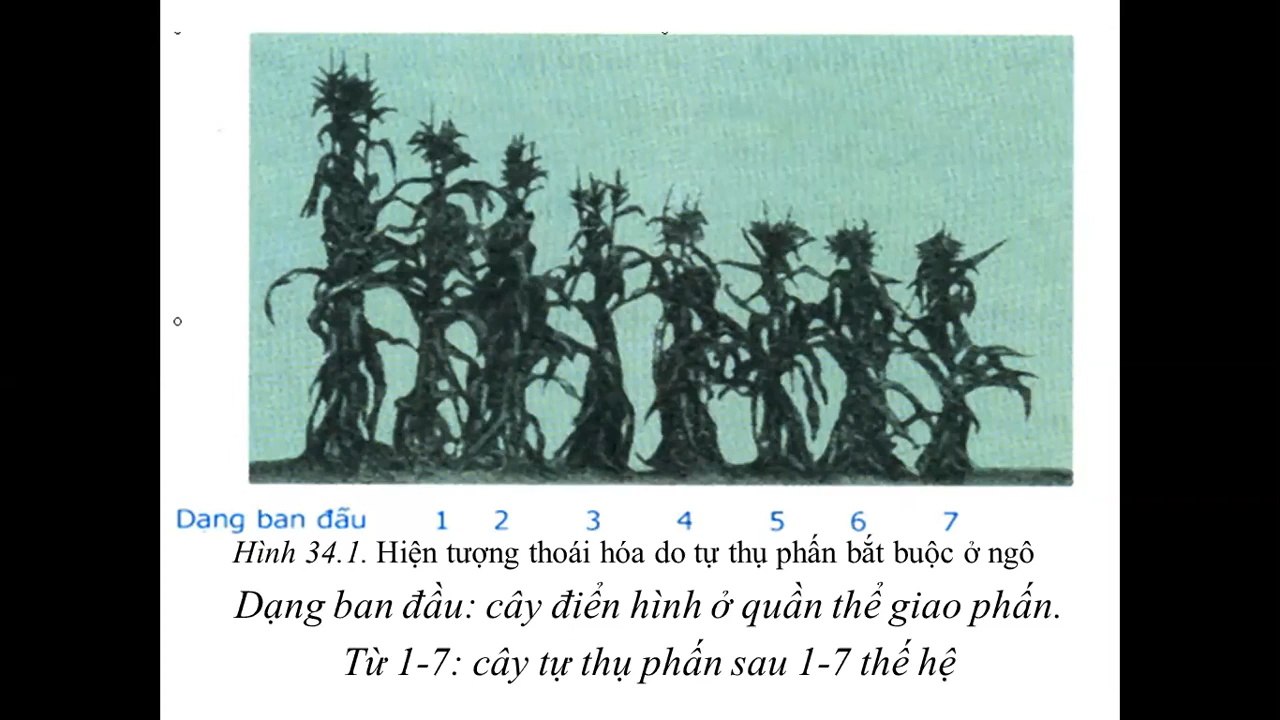 Dạng ban đầu 1 2 3 4 5 6 7
Hình 34.1. Hiện tượng thoái hóa do tự thụ phấn bắt buộc ở ngô
Dạng ban đầu: cây điển hình ở quần thể giao phấn.
Từ 1-7: cây tự thụ phấn sau 1-7 thế hệ